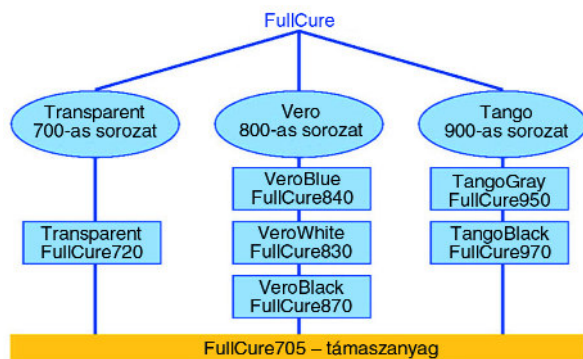 FullCure
Transparent
700-as sorozat
Vero
800-as sorozat
Tango
900-as sorozat
VeroBlue
FullCure840
TangoGray
FullCure950
Transparent
FullCure720
VeroWhite
FullCure830
TangoBlack
FullCure970
VeroBlack
FullCure870
FullCure705 – támaszanyag